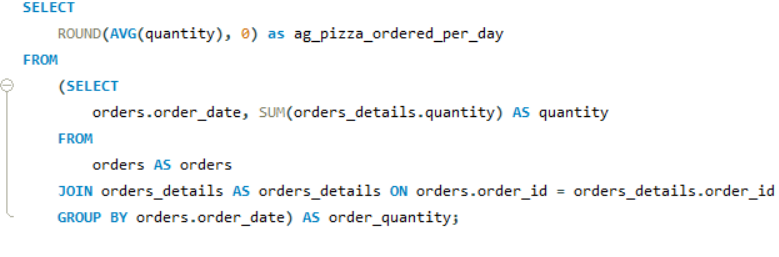 SELECT
ROUND(AVG(quantity), 0) as ag_pizza_ordered_per_day
FROM
(SELECT
orders.order_date, SUM(orders_details.quantity) AS quantity
FROM
orders AS orders
JOIN orders_details AS orders_details ON orders.order_id = orders_details.order_id
GROUP BY orders.order_date) AS order_quantity;